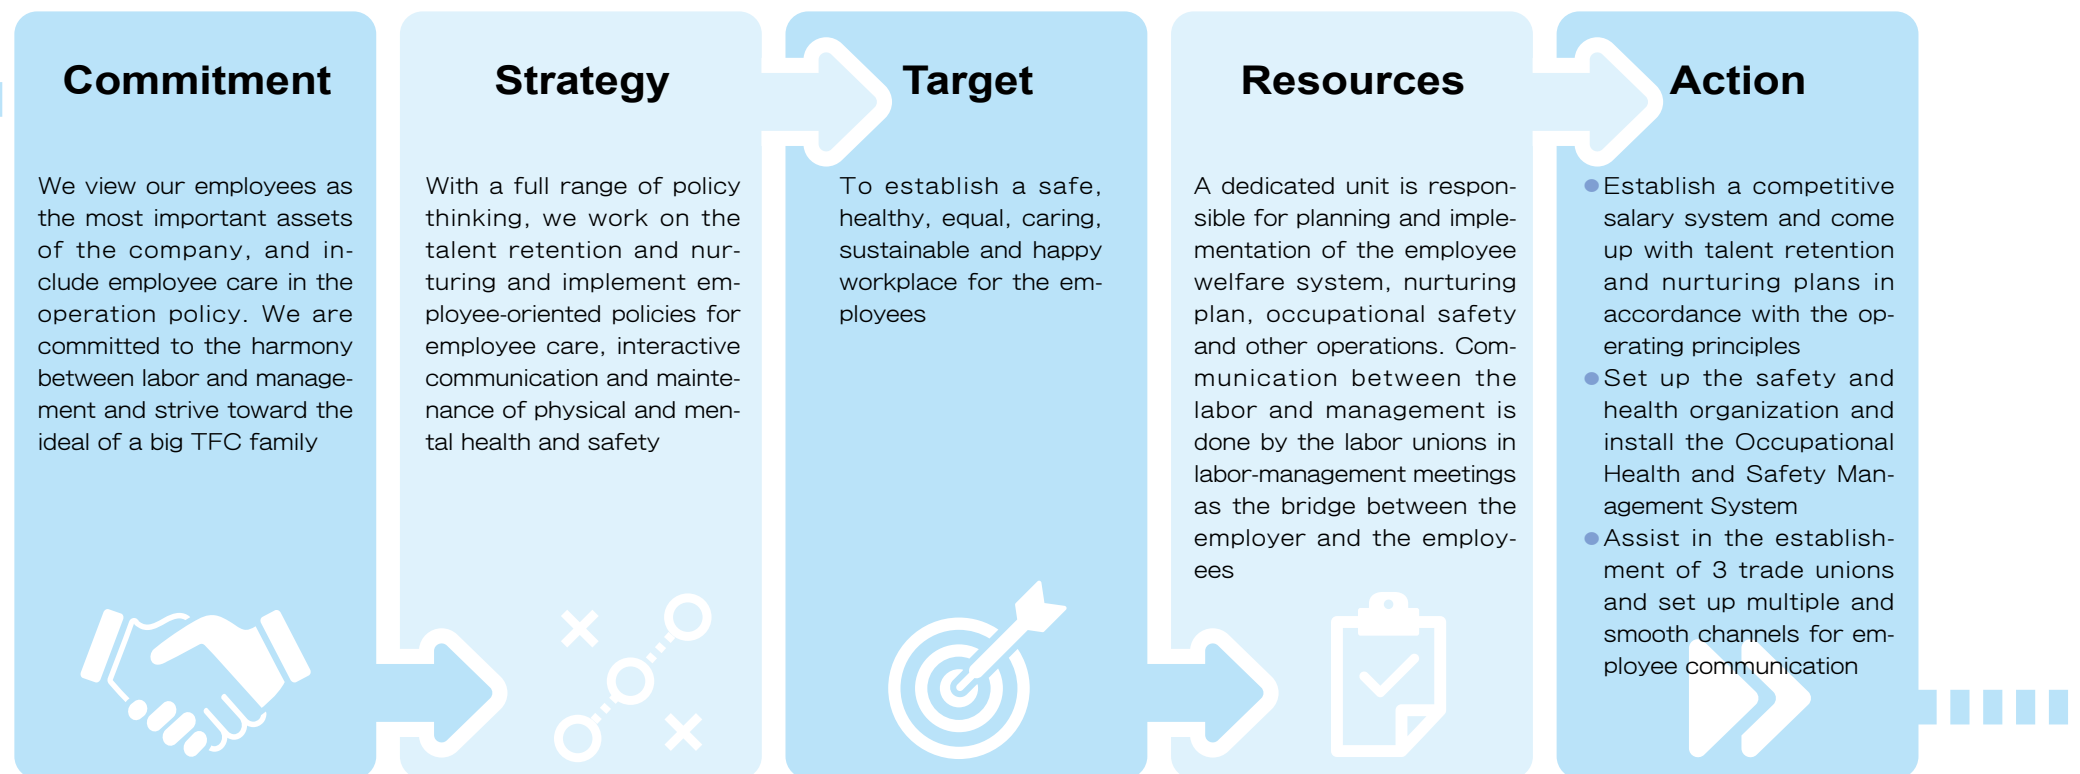 Commitment
We view our employees as
the most important assets
of the company, and in-
clude employee care in the
operation policy. We are
committed to the harmony
between labor and manage-
ment and strive toward the
ideal of a big TFC family
Strategy
With a full range of policy
thinking, we work on the
talent retention and nur-
turing and implement em-
ployee-oriented policies for
employee care, interactive
communication and mainte-
nance of physical and men-
tal health and safety
Target
To establish a safe,
healthy, equal, caring,
sustainable and happy
workplace for the em-
ployees
Resources
A dedicated unit is respon-
sible for planning and imple-
mentation of the employee
welfare system, nurturing
plan, occupational safety
and other operations. Com-
munication between the
labor and management is
done by the labor unions in
labor-management meetings
as the bridge between the
employer and the employ-
ees
Action
●Establish a competitive
salary system and come
up with talent retention
and nurturing plans in
accordance with the op-
erating principles
●Set up the safety and
health organization and
install the Occupational
Health and Safety Man-
agement System
●Assist in the establish-
ment of 3 trade unions
and set up multiple and
smooth channels for em-
ployee communication